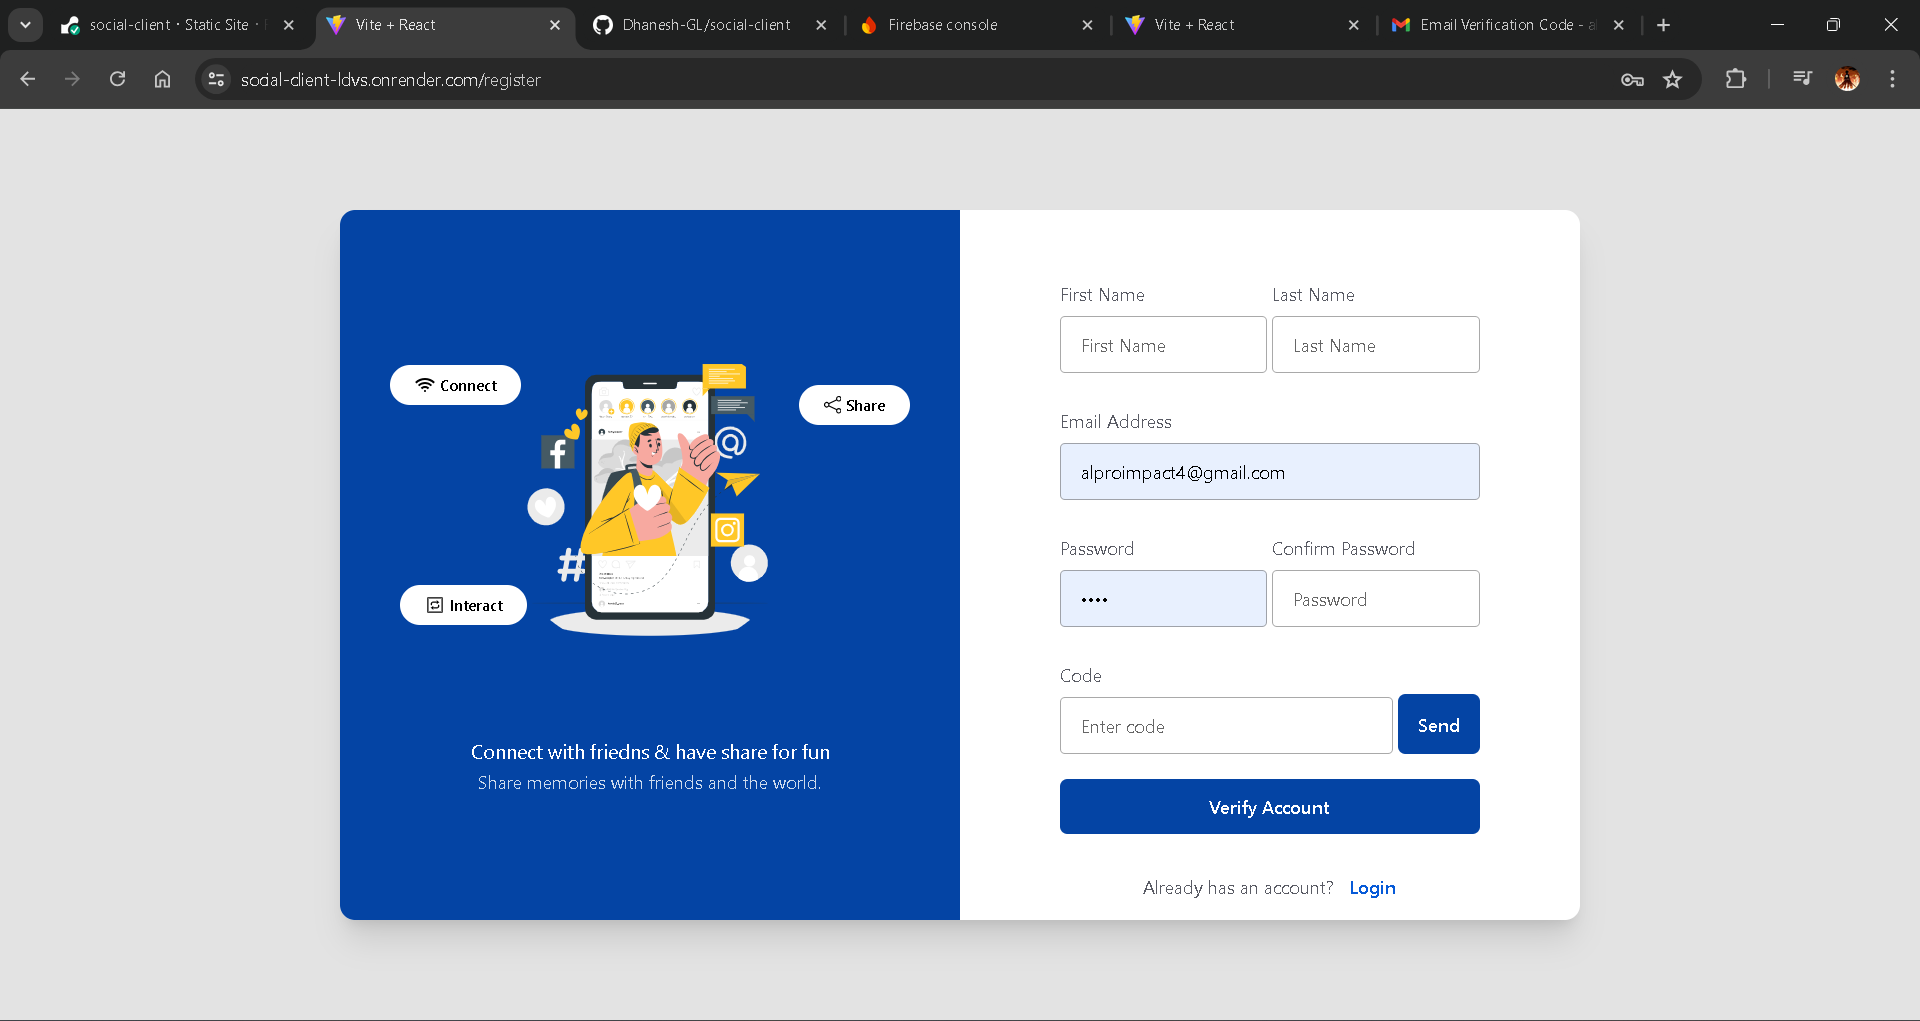 social-client · Static Site ·
Vite + React
Dhanesh-GL/social-client
Firebase console
Vite + React
Email Verification Code - a
social-client-ldvs.onrender.com/register
Connect
Share
Interact
Connect with friedns & have share for fun
Share memories with friends and the world.
First Name
Last Name
First Name
Last Name
Email Address
alproimpact4@gmail.com
Password
Confirm Password
••••
Password
Code
Enter code
Send
Verify Account
Already has an account? Login